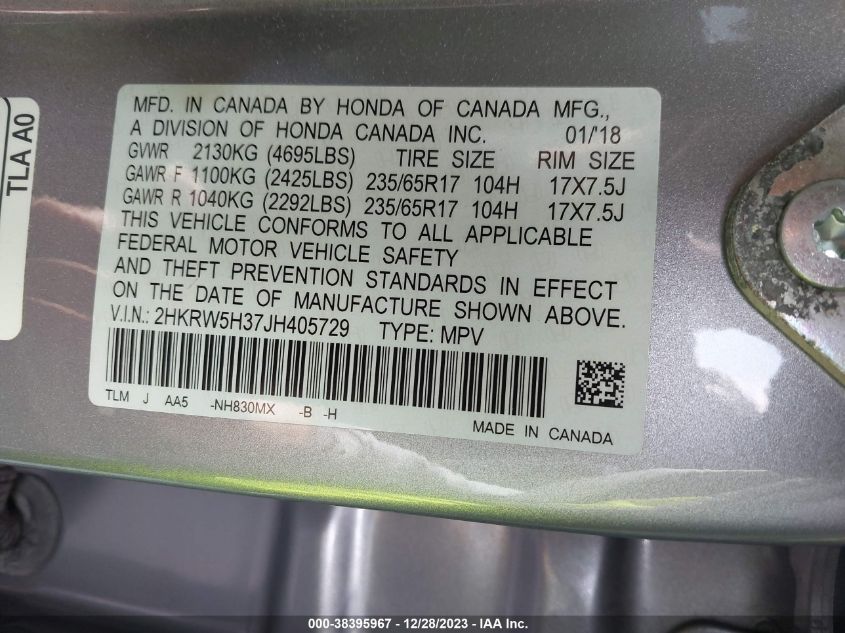 TLA A0
MFD. IN CANADA BY HONDA OF CANADA MFG.,
A DIVISION OF HONDA CANADA INC. 01/'18
GVWR 2130KG (4695LBS) TIRE SIZE RIM SIZE
GAWR F 1100KG (2425LBS) 235/65R17 104H 17X7.5J
GAWR R 1040KG (2292LBS) 235/65R17 104H 17X7.5J
THIS VEHICLE CONFORMS TO ALL APPLICABLE
FEDERAL MOTOR VEHICLE SAFETY
AND THEFT PREVENTION STANDARDS IN EFFECT
ON THE DATE OF MANUFACTURE SHOWN ABOVE.
V.I.N.: 2HKRW5H37JH405729 TYPE: MPV
TLM J AA5 -NH830MX -B -H
MADE IN CANADA
000-38395967 - 12/28/2023 - IAA Inc.